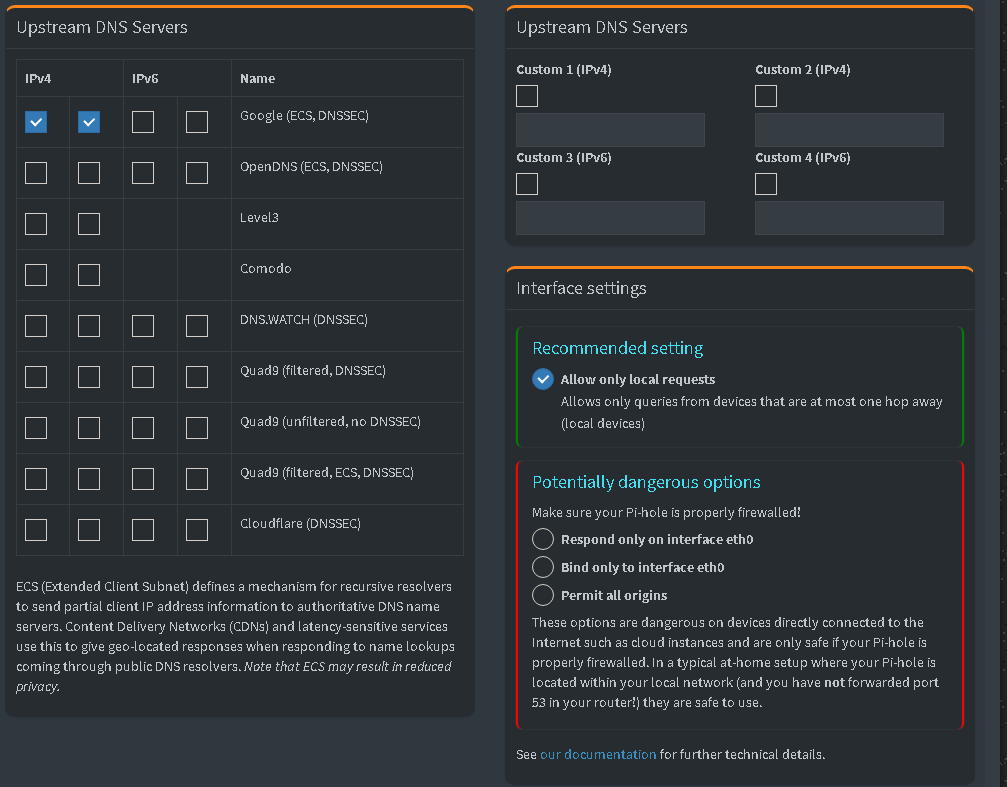 Upstream DNS Servers
IPv4 IPv6 Name
Google (ECS, DNSSEC)
OpenDNS (ECS, DNSSEC)
Level3
Comodo
DNS.WATCH (DNSSEC)
Quad9 (filtered, DNSSEC)
Quad9 (unfiltered, no DNSSEC)
Quad9 (filtered, ECS, DNSSEC)
Cloudflare (DNSSEC)
ECS (Extended Client Subnet) defines a mechanism for recursive resolvers
to send partial client IP address information to authoritative DNS name
servers. Content Delivery Networks (CDNs) and latency-sensitive services
use this to give geo-located responses when responding to name lookups
coming through public DNS resolvers. Note that ECS may result in reduced
privacy.
Upstream DNS Servers
Custom 1 (IPv4) Custom 2 (IPv4)
Custom 3 (IPv6) Custom 4 (IPv6)
Interface settings
Recommended setting
Allow only local requests
Allows only queries from devices that are at most one hop away
(local devices)
Potentially dangerous options
Make sure your Pi-hole is properly firewalled!
Respond only on interface eth0
Bind only to interface eth0
Permit all origins
These options are dangerous on devices directly connected to the
Internet such as cloud instances and are only safe if your Pi-hole is
properly firewalled. In a typical at-home setup where your Pi-hole is
located within your local network (and you have not forwarded port
53 in your router!) they are safe to use.
See our documentation for further technical details.